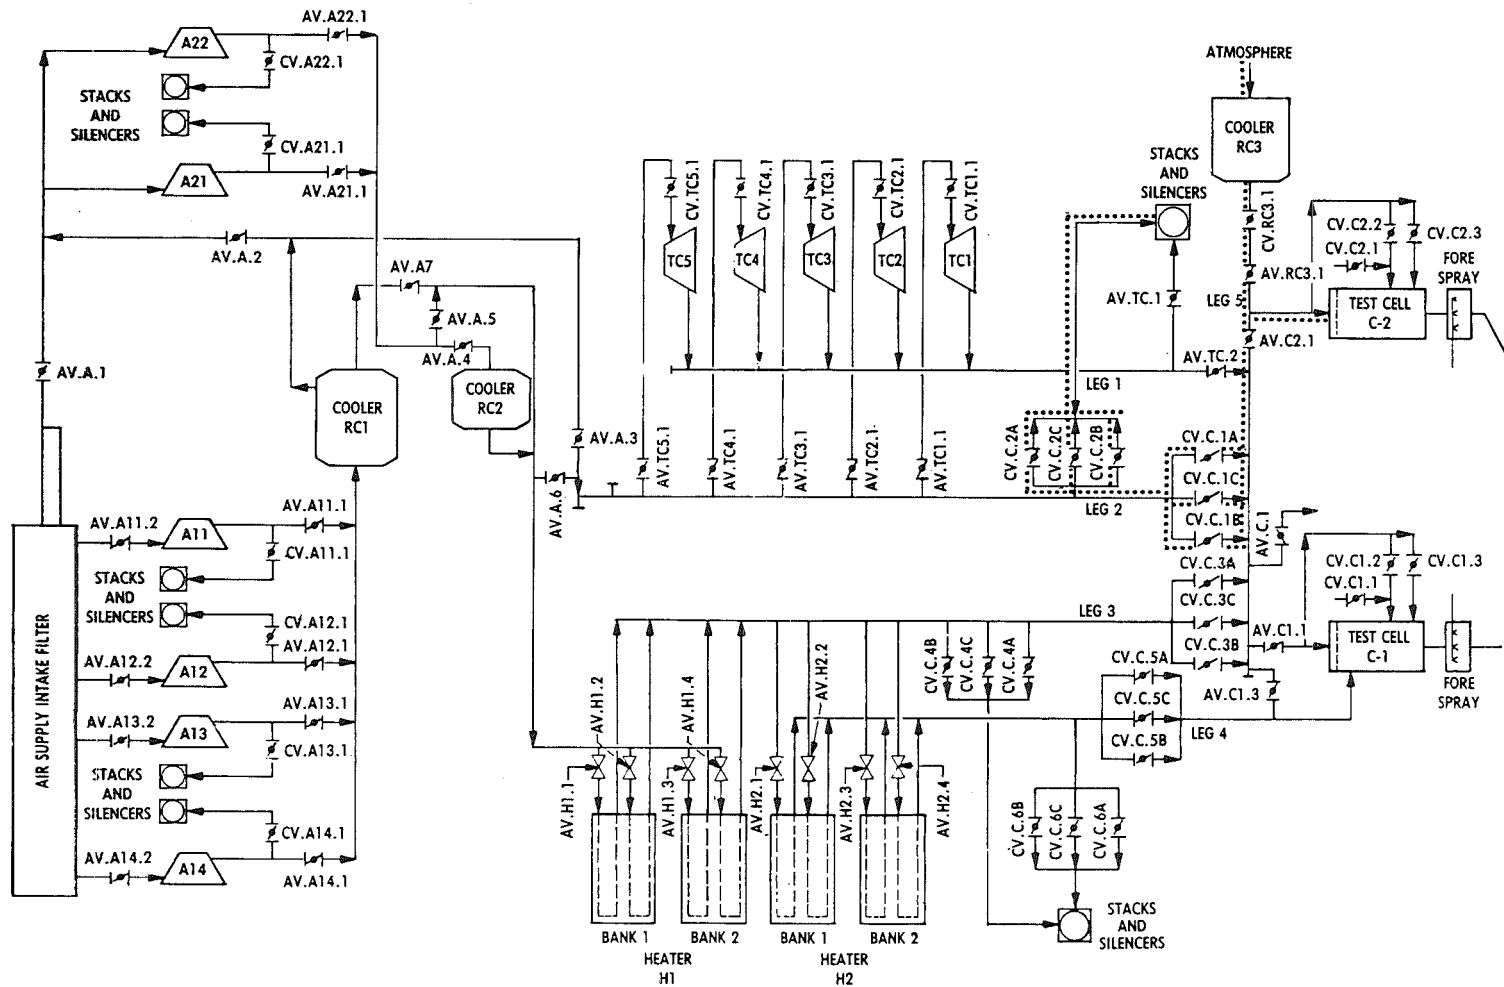 AV.A22.1
A22
CV.A22.1
STACKS
AND
SILENCERS
CV.A21.1
A21
AV.A21.1
AV.A.2
AV.A7
AV.A.5
AV.A.4
AV.A.1
COOLER
RC1
COOLER
RC2
AV.A.3
AV.A.6
AIR SUPPLY INTAKE FILTER
AV.A11.2
A11
AV.A11.1
CV.A11.1
STACKS
AND
SILENCERS
CV.A12.1
AV.A12.1
AV.A12.2
A12
AV.A13.2
A13
AV.A13.1
CV.A13.1
STACKS
AND
SILENCERS
CV.A14.1
AV.A14.2
A14
AV.A14.1
CV.TC5.1
CV.TC4.1
CV.TC3.1
CV.TC2.1
CV.TC1.1
TC5
TC4
TC3
TC2
TC1
AV.TC5.1
AV.TC4.1
AV.TC3.1
AV.TC2.1
AV.TC1.1
ATMOSPHERE
COOLER
RC3
STACKS
AND
SILENCERS
CV.RC3.1
AV.RC3.1
AV.TC.1
LEG 5
CV.C2.2
CV.C2.1
CV.C2.3
FORE
SPRAY
TEST CELL
C-2
AV.C2.1
AV.TC.2
LEG 1
CV.C.2A
CV.C.2C
CV.C.2B
CV.C.1A
CV.C.1C
CV.C.1B
LEG 2
AV.C.1
CV.C1.2
CV.C1.1
CV.C1.3
CV.C.3A
CV.C.3C
CV.C.3B
LEG 3
AV.C1.1
TEST CELL
C-1
FORE
SPRAY
AV.C1.3
CV.C.4B
CV.C.4C
CV.C.4A
CV.C.5A
CV.C.5C
CV.C.5B
LEG 4
AV.H1.2
AV.H1.4
AV.H2.2
AV.H1.1
AV.H1.3
AV.H2.1
AV.H2.3
AV.H2.4
CV.C.6B
CV.C.6C
CV.C.6A
BANK 1
BANK 2
BANK 1
BANK 2
HEATER
H1
HEATER
H2
STACKS
AND
SILENCERS